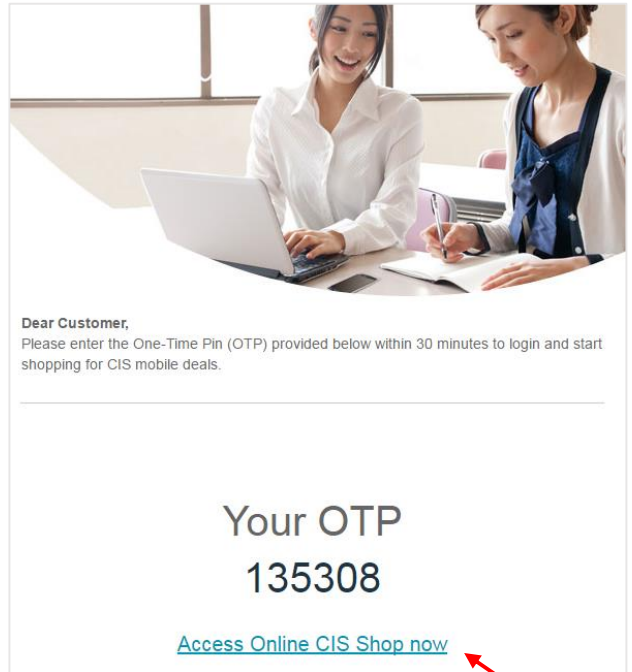 Dear Customer,
Please enter the One-Time Pin (OTP) provided below within 30 minutes to login and start
shopping for CIS mobile deals.
Your OTP
135308
Access Online CIS Shop now